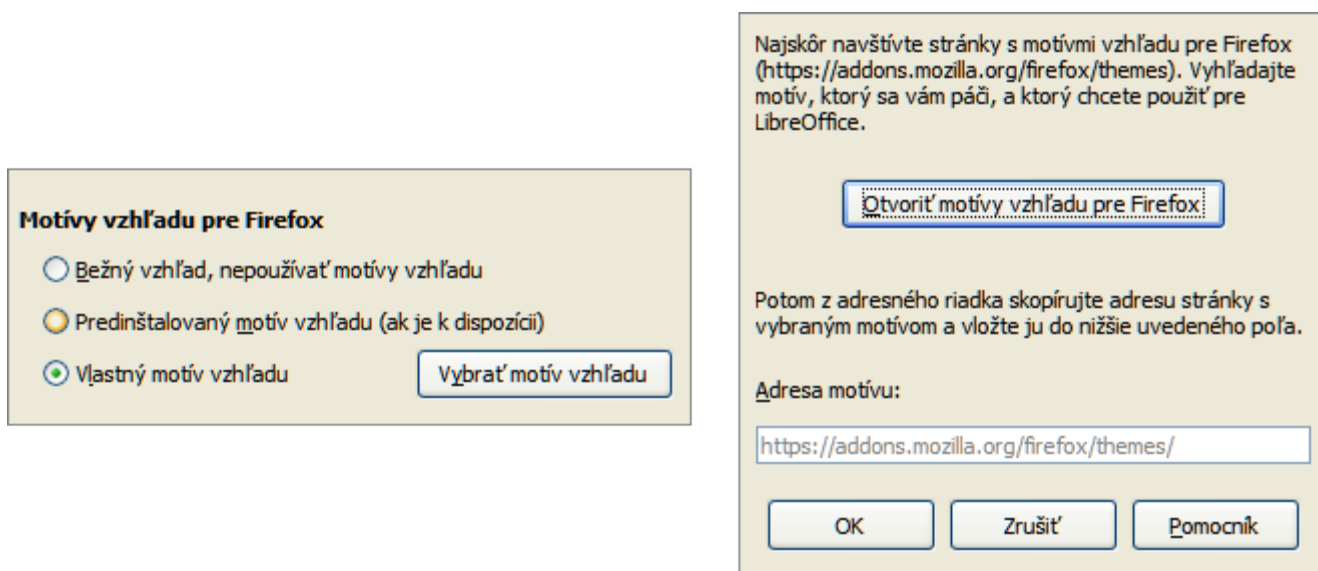 Motívy vzhľadu pre Firefox
Bežný vzhľad, nepoužívať motívy vzhľadu
Predinštalovaný motív vzhľadu (ak je k dispozícii)
Vlastný motív vzhľadu
Vybrať motív vzhľadu
Najskôr navštívte stránky s motívmi vzhľadu pre Firefox
(https://addons.mozilla.org/firefox/themes). Vyhľadajte
motív, ktorý sa vám páči, a ktorý chcete použiť pre
LibreOffice.
Otvoriť motívy vzhľadu pre Firefox
Potom z adresného riadka skopírujte adresu stránky s
vybraným motívom a vložte ju do nižšie uvedeného poľa.
Adresa motívu:
https://addons.mozilla.org/firefox/themes/
OK
Zrušiť
Pomocník